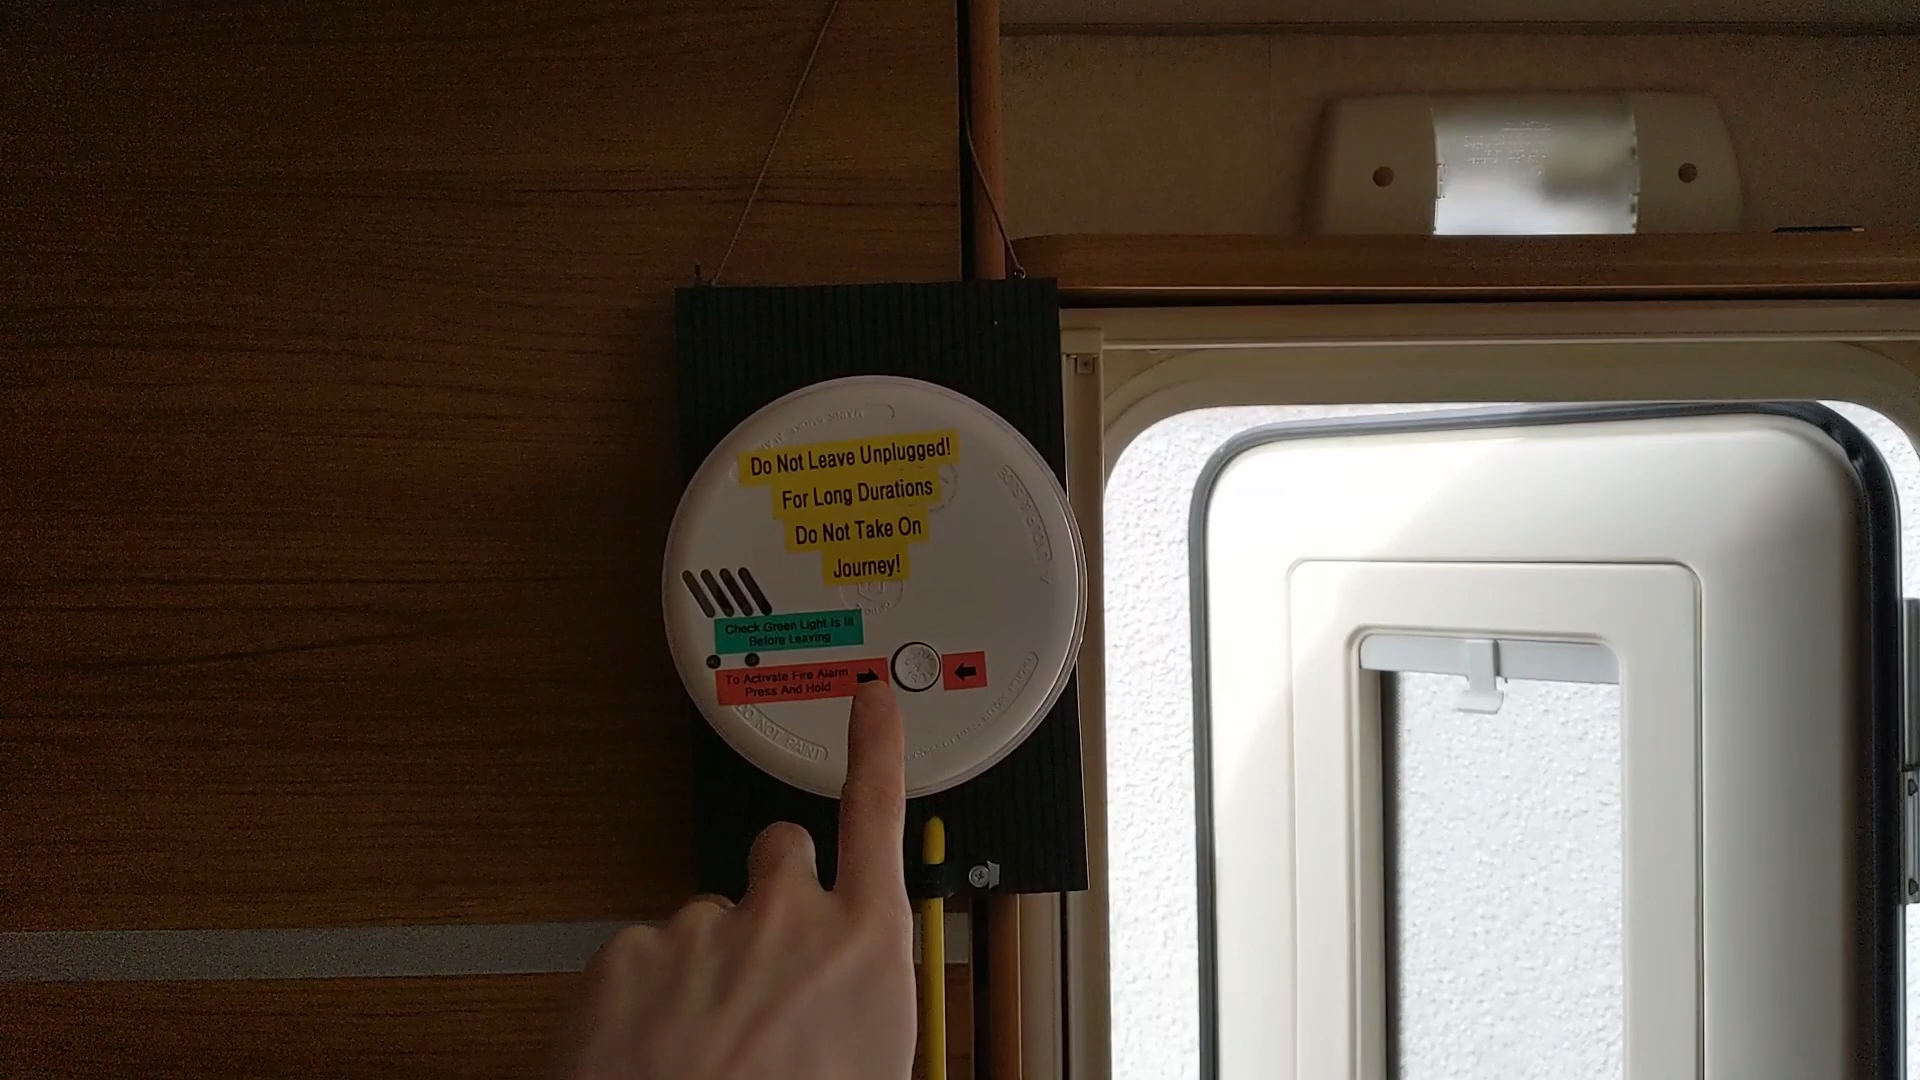 Do Not Leave Unplugged!
For Long Durations
Do Not Take On
Journey!
Check Green Light Is lit
Before Leaving
To Activate Fire Alarm
Press And Hold
DO NOT PAINT